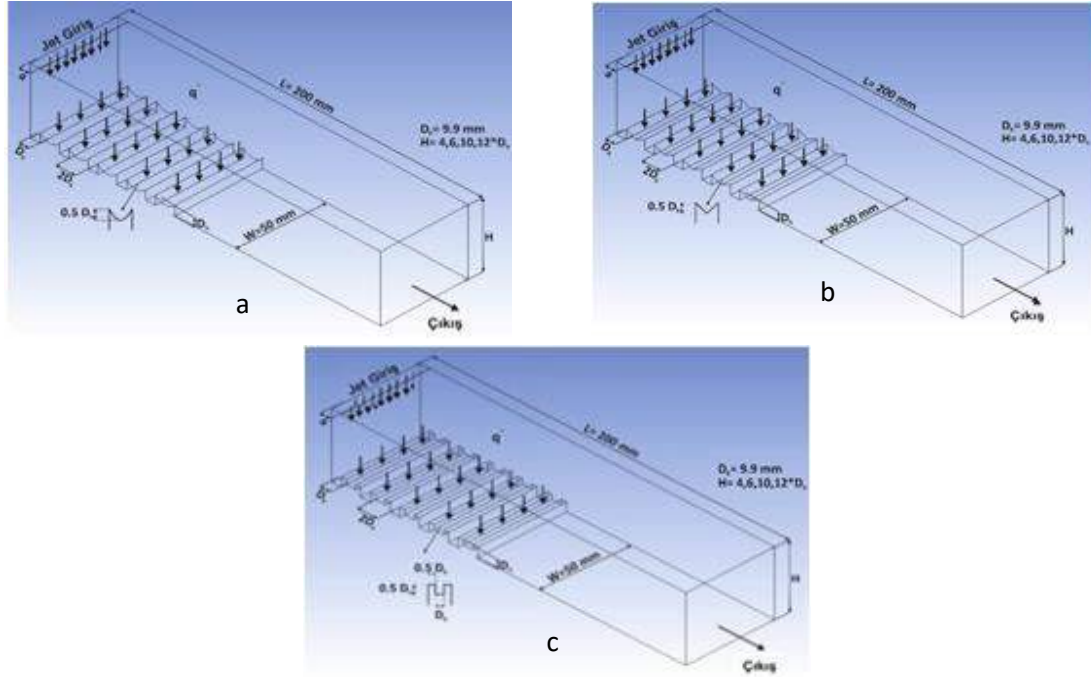 Jet Giriş
L= 200 mm
q"
Dₕ= 9.9 mm
H= 4,6,10,12*Dₕ
Dₕ
2Dₕ
0.5 Dₕ
Dₕ
W=50 mm
H
a
Çıkış
Jet Giriş
L= 200 mm
q"
Dₕ= 9.9 mm
H= 4,6,10,12*Dₕ
Dₕ
2Dₕ
0.5 Dₕ
Dₕ
W=50 mm
H
b
Çıkış
Jet Giriş
L= 200 mm
q"
Dₕ= 9.9 mm
H= 4,6,10,12*Dₕ
Dₕ
2Dₕ
0.5 Dₕ
0.5 Dₕ
Dₕ
Dₕ
W=50 mm
H
c
Çıkış